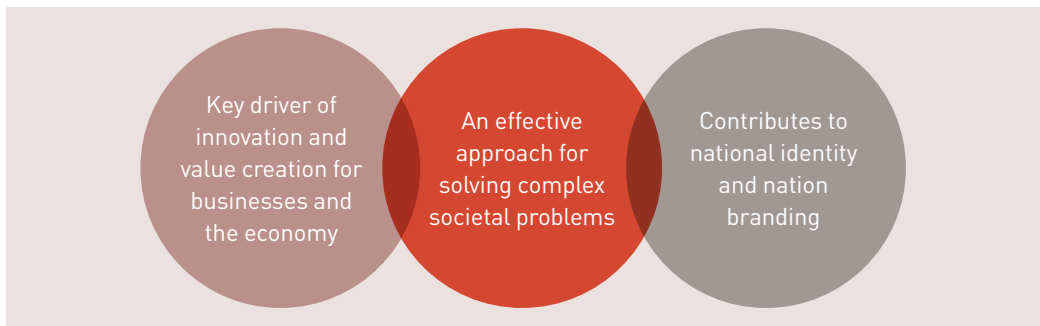 Key driver of
innovation and
value creation for
businesses and
the economy
An effective
approach for
solving complex
societal problems
Contributes to
national identity
and nation
branding